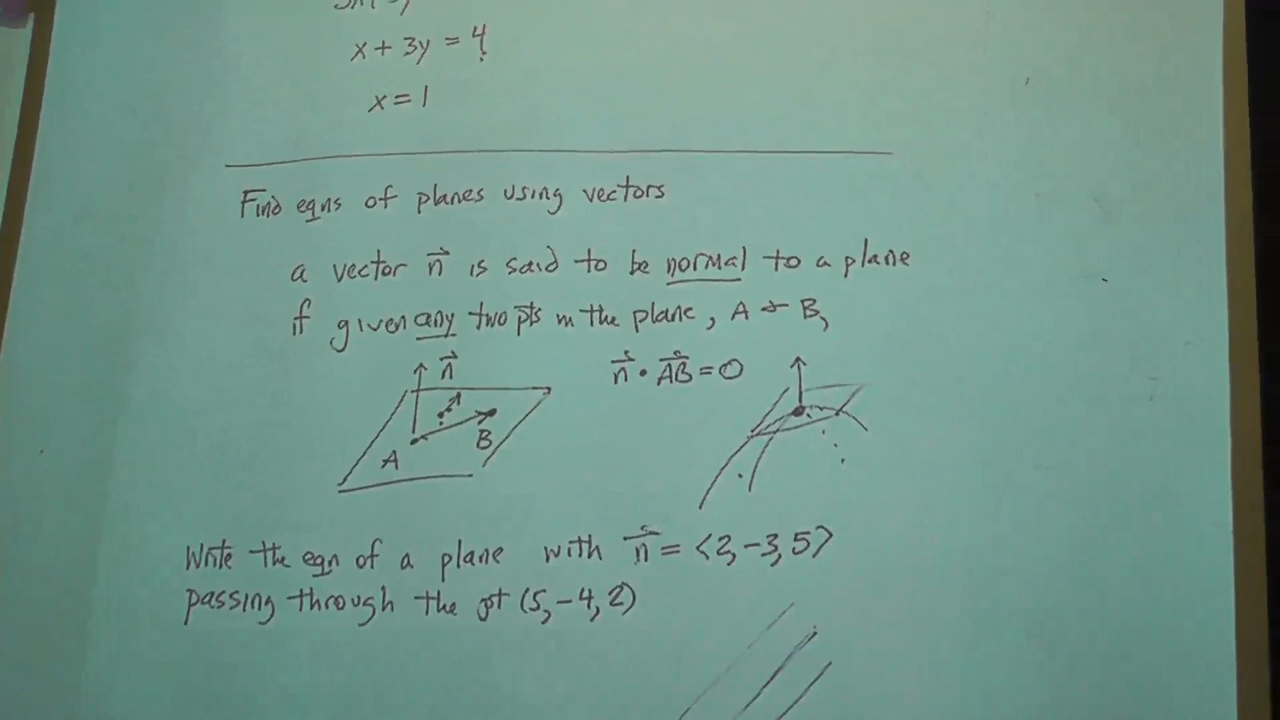 x + 3y = 4
x = 1
Find eqns of planes using vectors
a vector n⃗ is said to be normal to a plane
if given any two pts in the plane, A + B,
n⃗
n⃗ • A⃗B⃗ = 0
B
A
Write the eqn of a plane with n⃗ = <2, -3, 5>
passing through the pt (5, -4, 2)